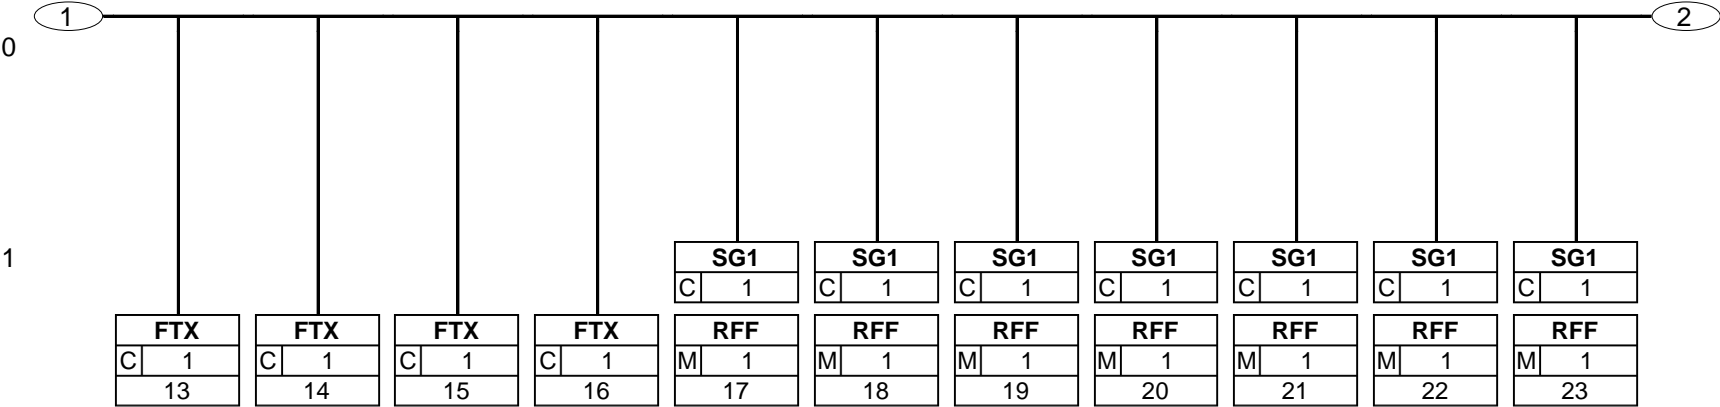 1 2
0
1 SG1 SG1 SG1 SG1 SG1 SG1 SG1
C 1 C 1 C 1 C 1 C 1 C 1 C 1
FTX FTX FTX FTX RFF RFF RFF RFF RFF RFF RFF
C 1 C 1 C 1 C 1 M 1 M 1 M 1 M 1 M 1 M 1 M 1
13 14 15 16 17 18 19 20 21 22 23